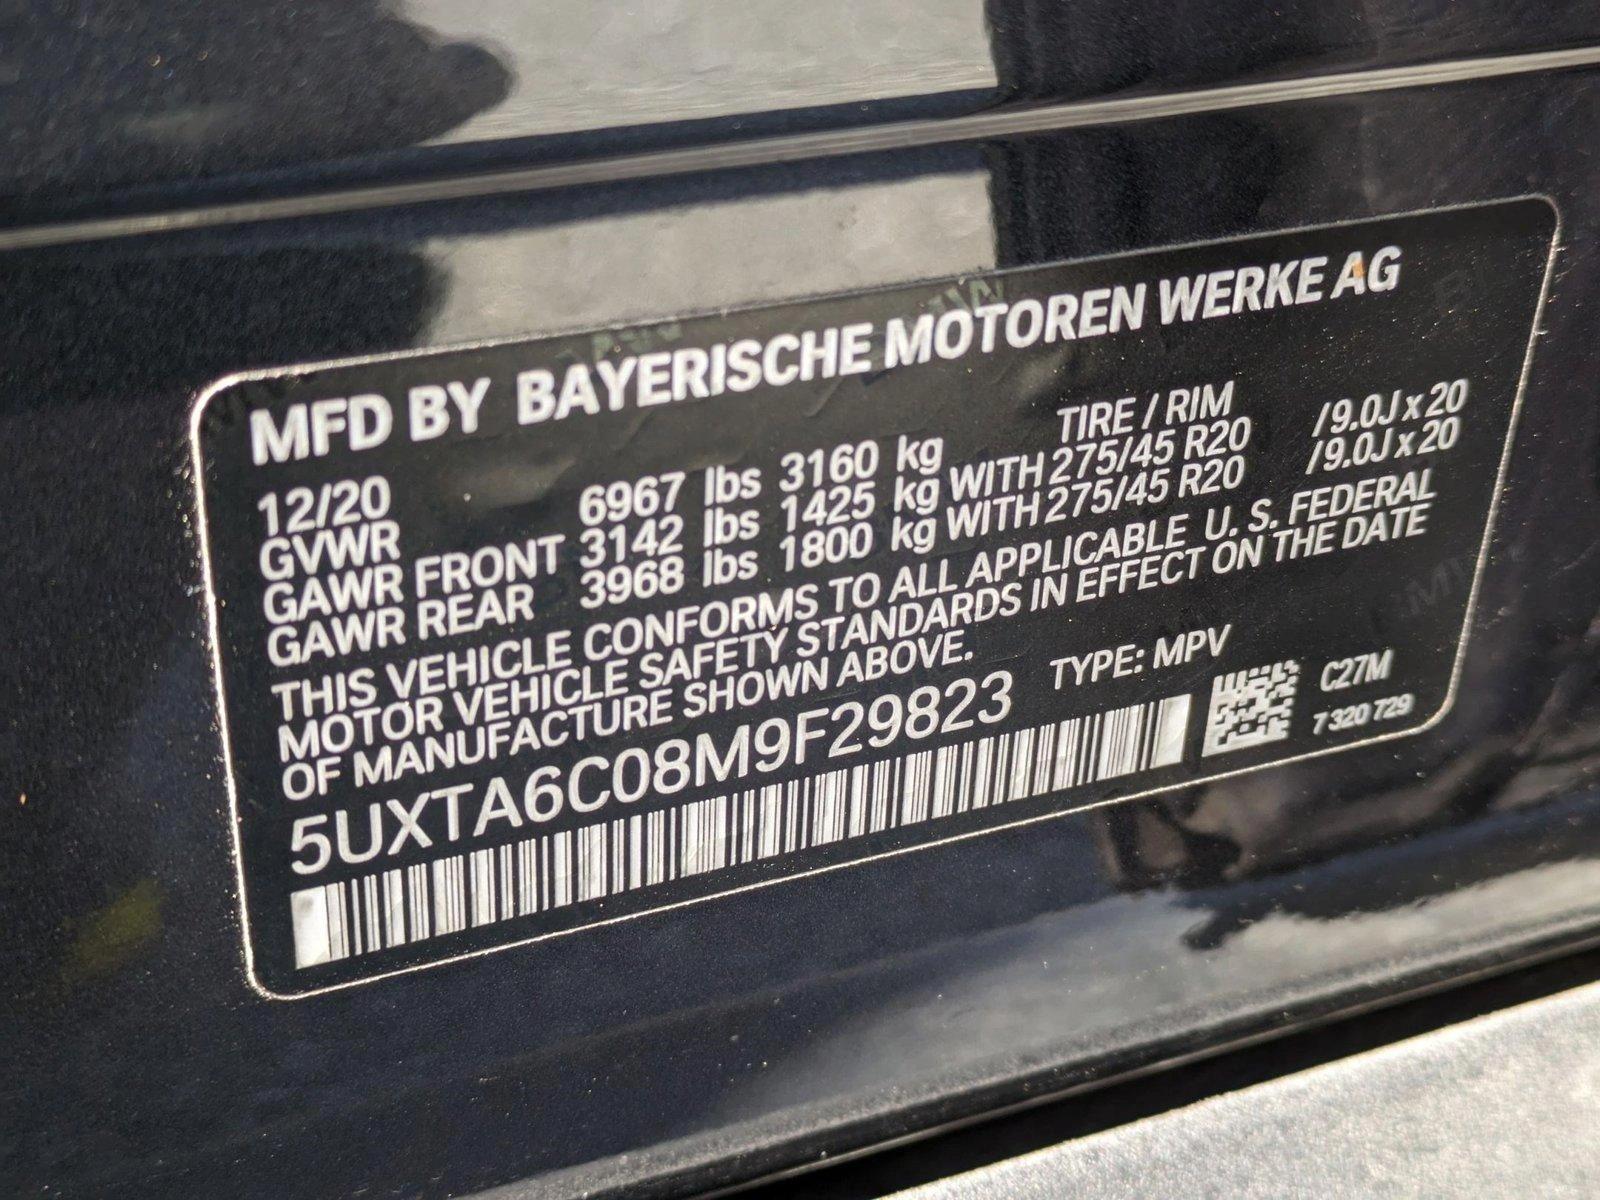 MFD BY BAYERISCHE MOTOREN WERKE AG
12/20 TIRE / RIM
GVWR 6967 lbs 3160 kg
GAWR FRONT 3142 lbs 1425 kg WITH 275/45 R20 /9.0J x 20
GAWR REAR 3968 lbs 1800 kg WITH 275/45 R20 /9.0J x 20
THIS VEHICLE CONFORMS TO ALL APPLICABLE U. S. FEDERAL
MOTOR VEHICLE SAFETY STANDARDS IN EFFECT ON THE DATE
OF MANUFACTURE SHOWN ABOVE.
5UXTA6C08M9F29823 TYPE: MPV
C27M
7 320 729